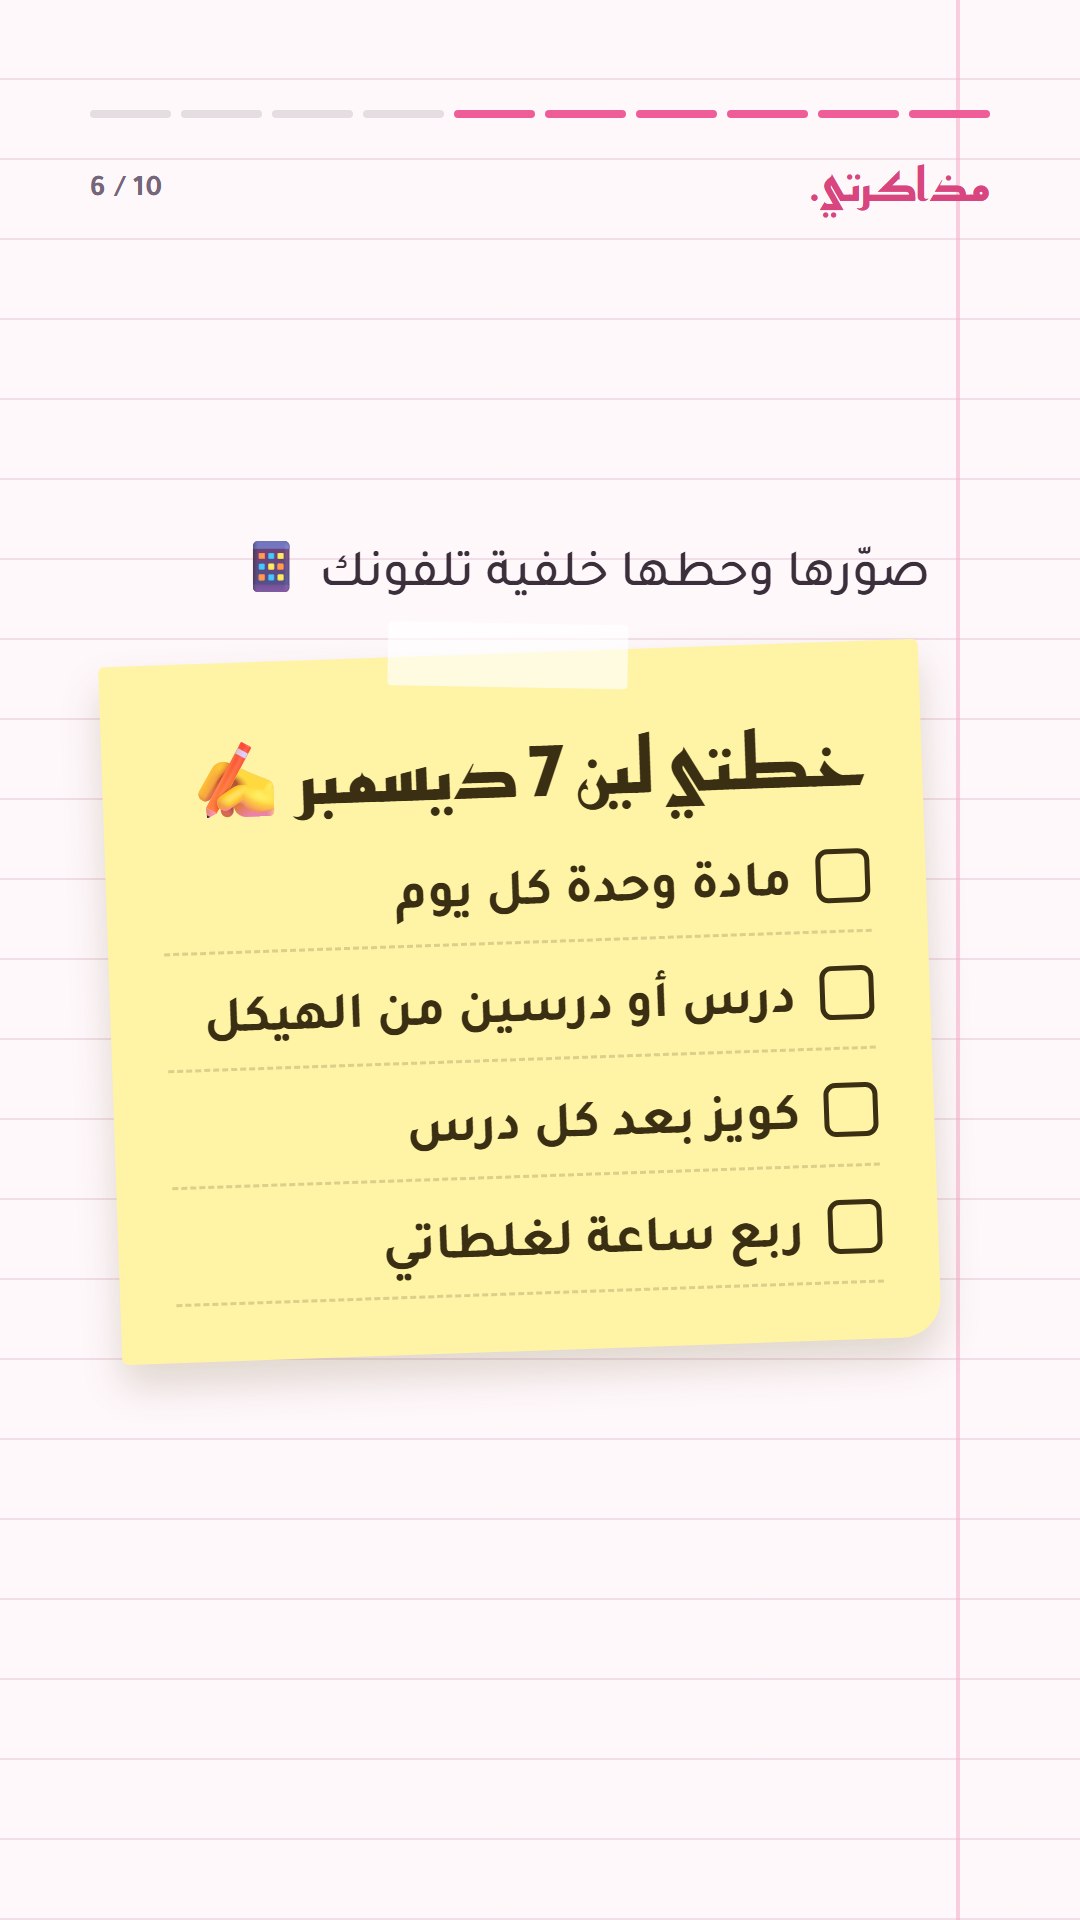 مذاكرتي.
6 / 10
صوّرها وحطها خلفية تلفونك
خطتي لين 7 ديسمبر
مادة وحدة كل يوم
درس أو درسين من الهيكل
كويز بعد كل درس
ربع ساعة لغلطاتي